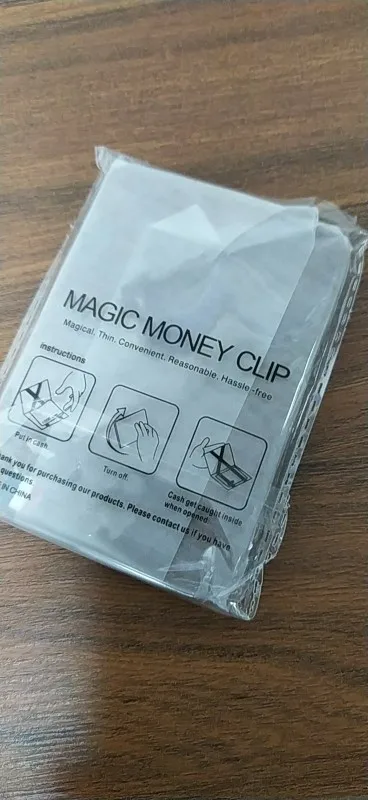 MAGIC MONEY CLIP
Magical. Thin. Convenient. Reasonable. Hassle-free
instructions
Put in cash
Turn off.
Cash get caught inside
when opened.
ank you for purchasing our products. Please contact us if you have
questions
IN CHINA